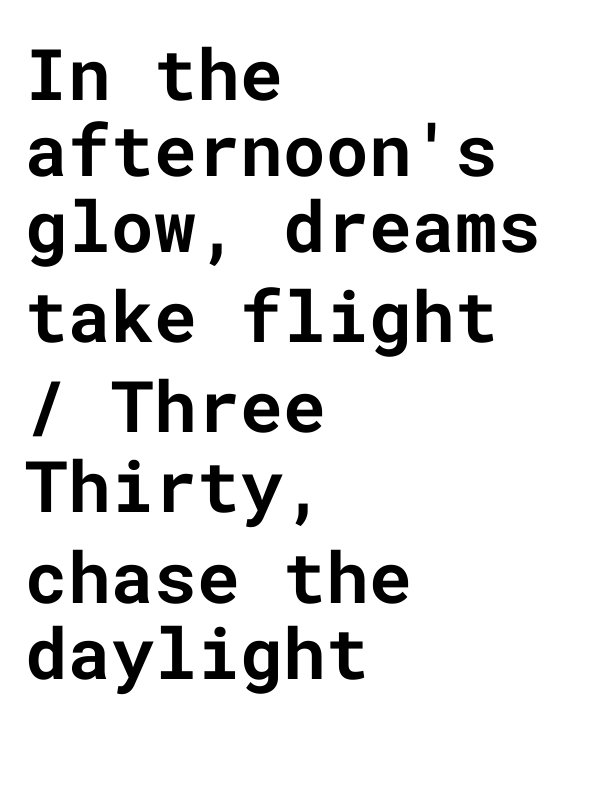 In the
afternoon's
glow, dreams
take flight
/ Three
Thirty,
chase the
daylight